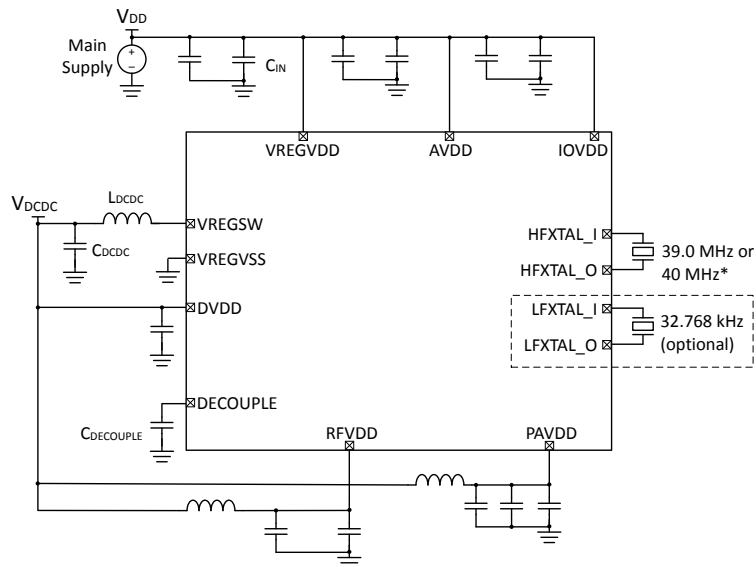 VDD
Main
Supply
+
−
CIN
VREGVDD
AVDD
IOVDD
VDCDC
LDCDC
CDCDC
VREGSW
VREGVSS
DVDD
HFXTAL_I
HFXTAL_O
39.0 MHz or
40 MHz*
LFXTAL_I
LFXTAL_O
32.768 kHz
(optional)
DECOUPLE
CDECOUPLE
RFVDD
PAVDD